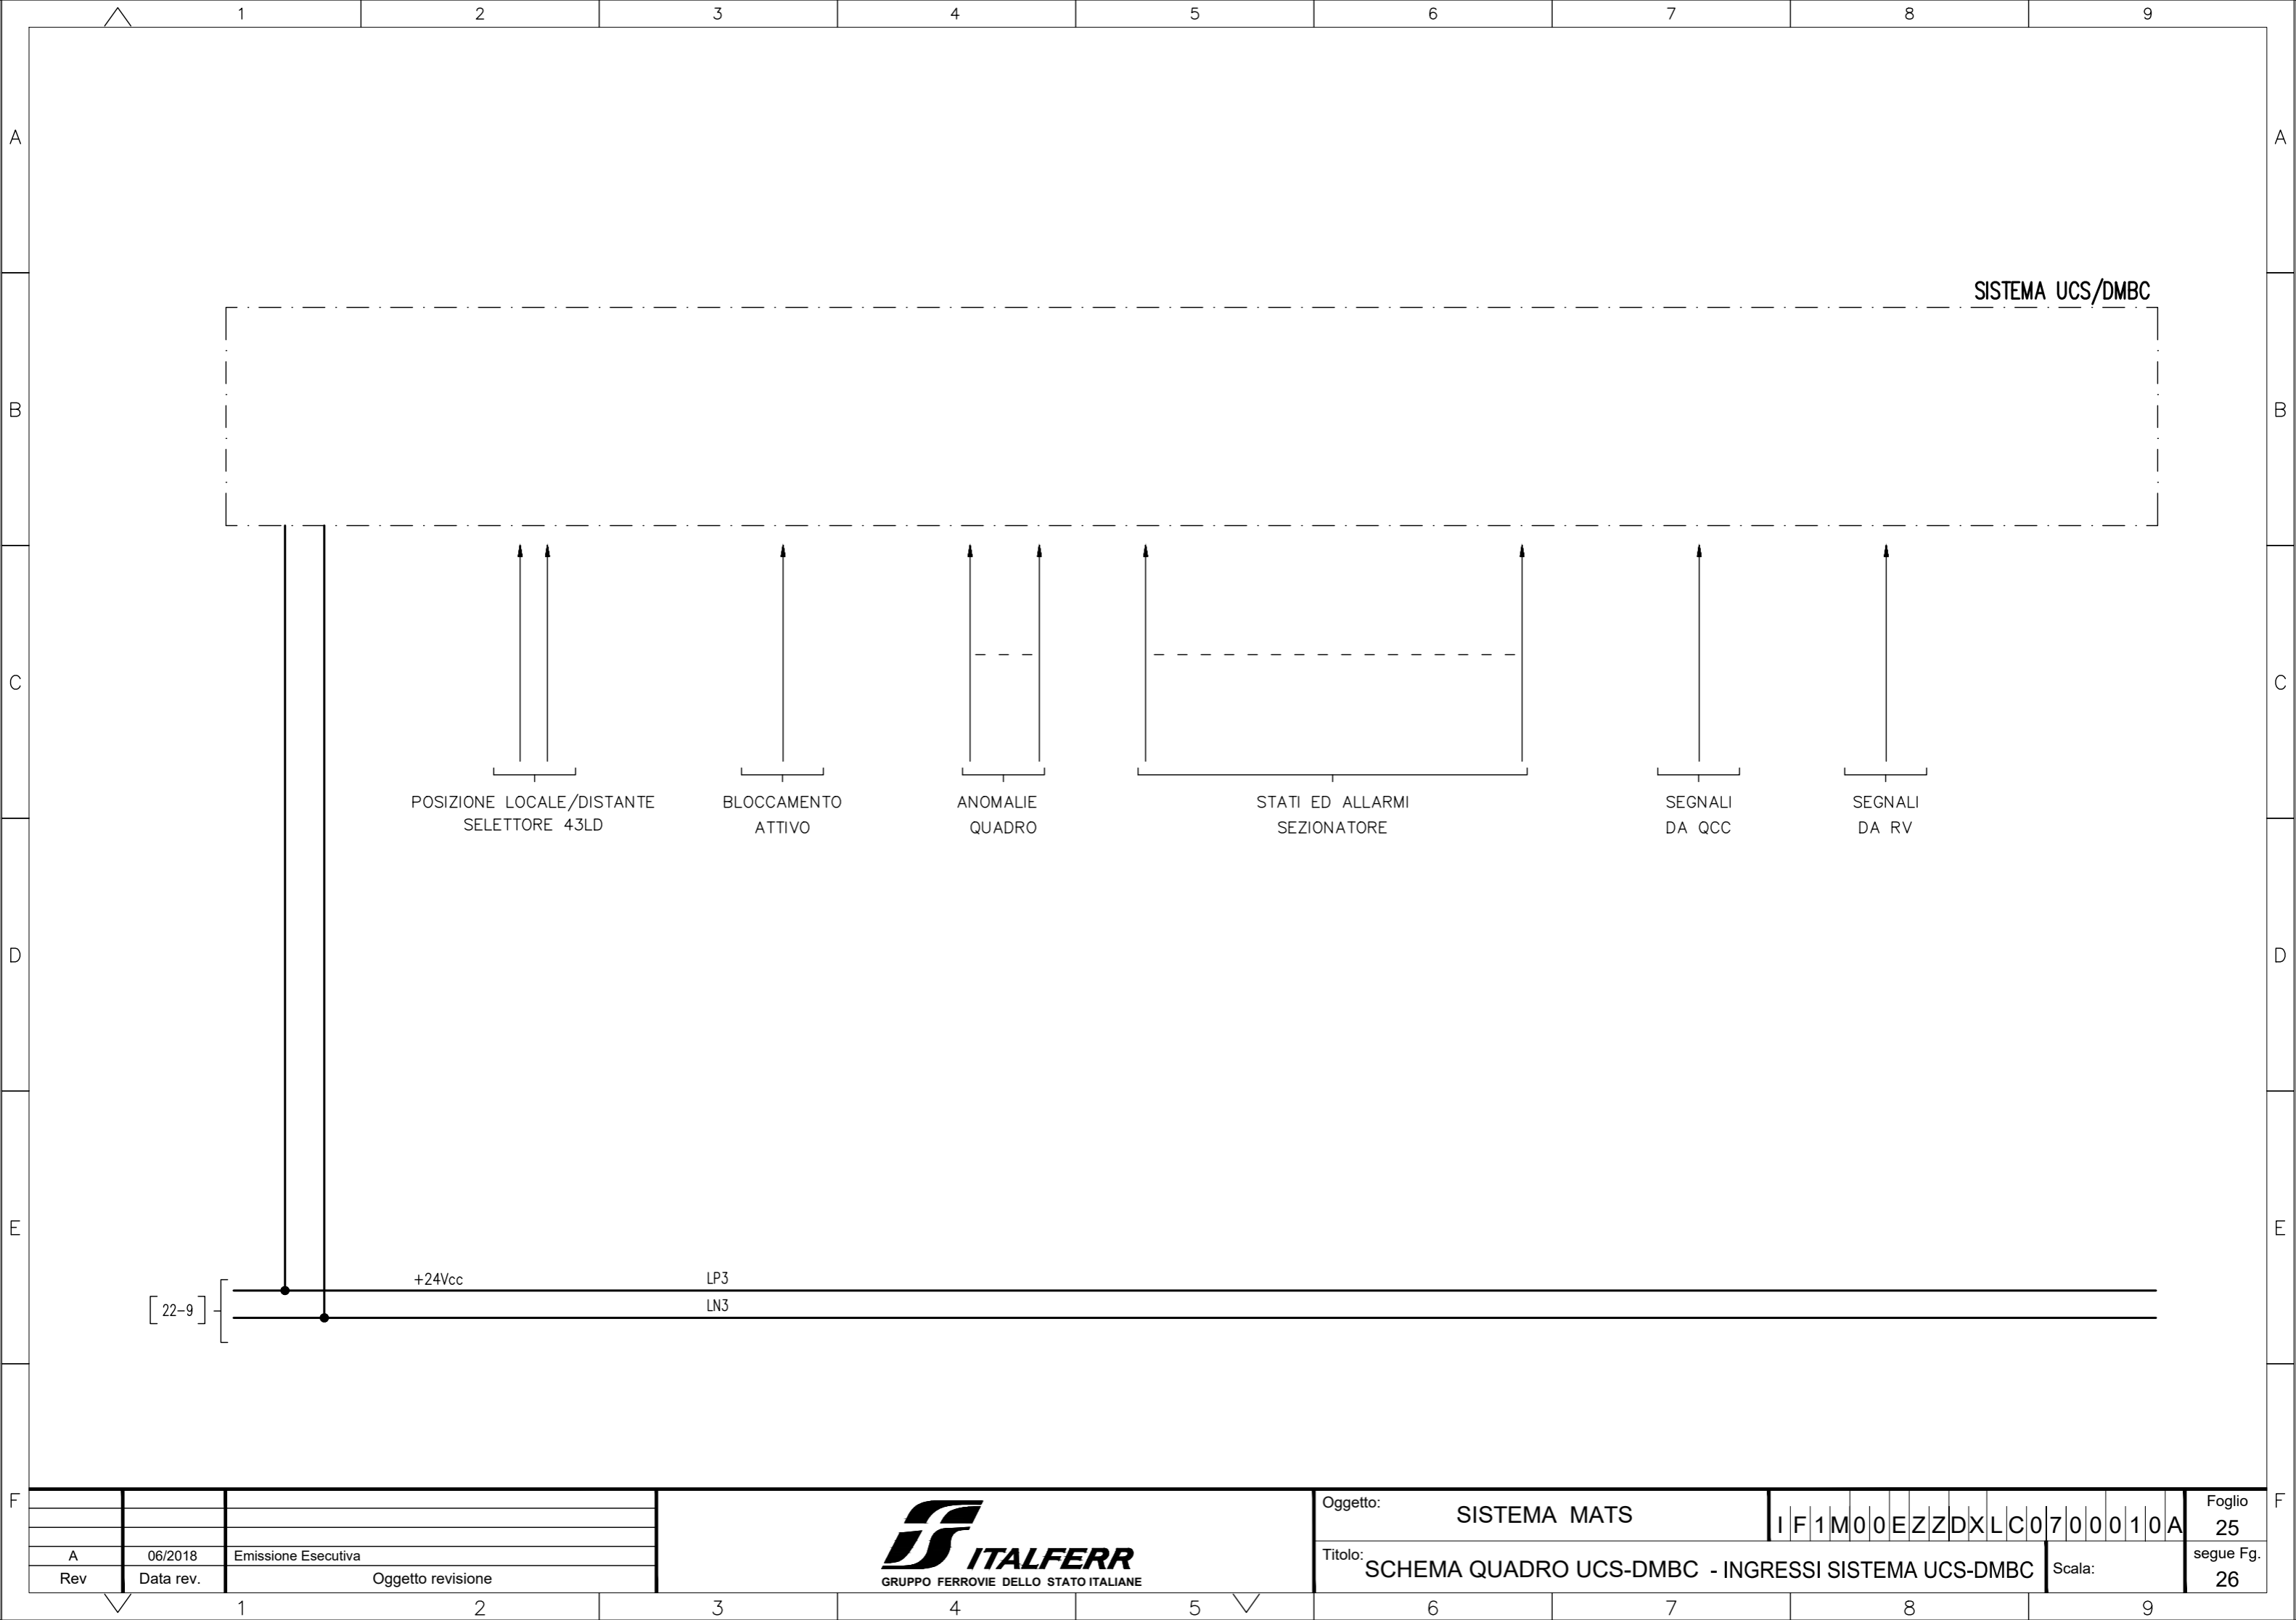 1 2 3 4 5 6 7 8 9
A A
SISTEMA UCS/DMBC
B B
C C
POSIZIONE LOCALE/DISTANTE
SELETTORE 43LD
BLOCCAMENTO
ATTIVO
ANOMALIE
QUADRO
STATI ED ALLARMI
SEZIONATORE
SEGNALI
DA QCC
SEGNALI
DA RV
D D
E E
+24Vcc LP3
[22-9] LN3
F F
A 06/2018 Emissione Esecutiva
Rev Data rev. Oggetto revisione
ITALFERR
GRUPPO FERROVIE DELLO STATO ITALIANE
Oggetto: SISTEMA MATS
IF1M00EZZDXLC0700010A
Foglio
25
Titolo: SCHEMA QUADRO UCS-DMBC - INGRESSI SISTEMA UCS-DMBC
Scala:
segue Fg.
26
1 2 3 4 5 6 7 8 9